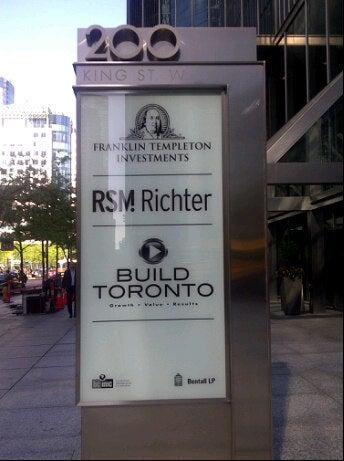 200
KING ST. W
FRANKLIN TEMPLETON
INVESTMENTS
RSM Richter
BUILD
TORONTO
Growth • Value • Results
Bentall LP